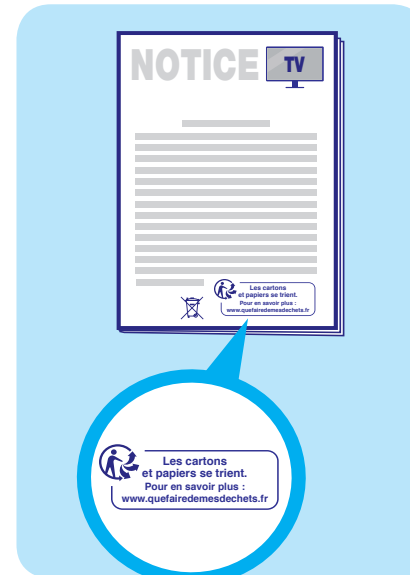 NOTICE TV
Les cartons
et papiers se trient.
Pour en savoir plus :
www.quefairedemesdechets.fr
Les cartons
et papiers se trient.
Pour en savoir plus :
www.quefairedemesdechets.fr